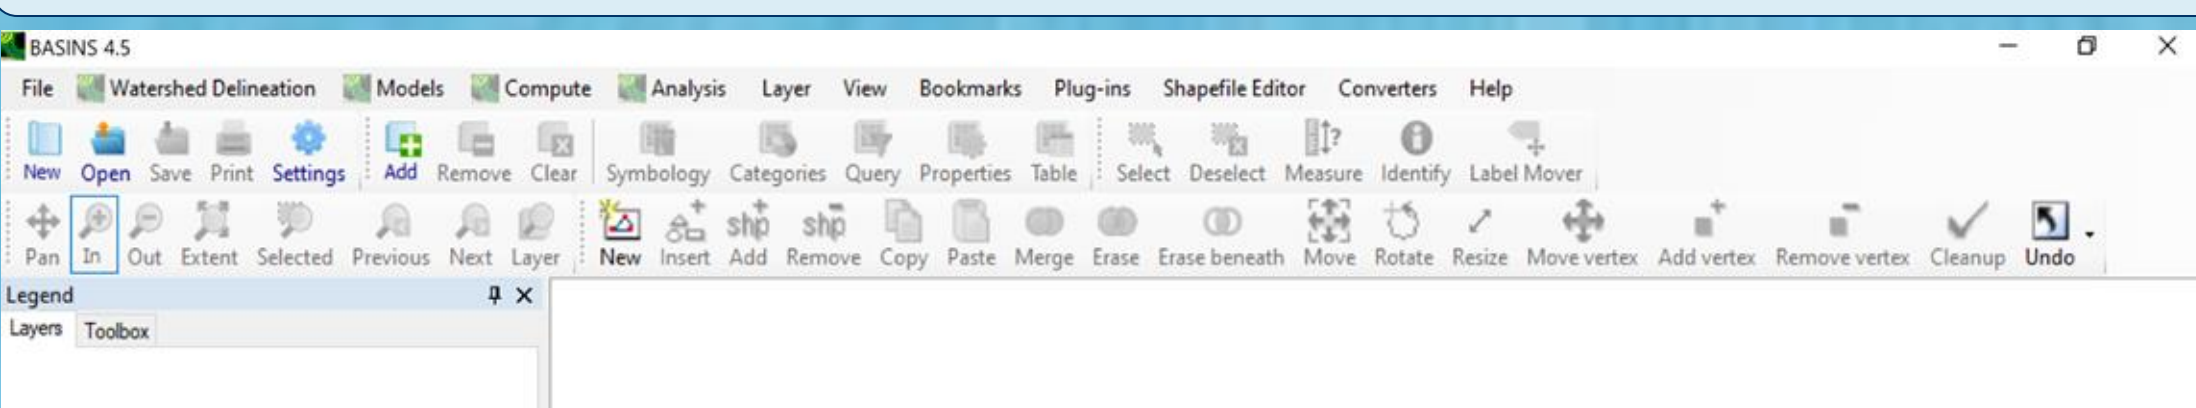 BASINS 4.5
File Watershed Delineation Models Compute Analysis Layer View Bookmarks Plug-ins Shapefile Editor Converters Help
New Open Save Print Settings Add Remove Clear Symbology Categories Query Properties Table Select Deselect Measure Identify Label Mover
shp shp
Pan In Out Extent Selected Previous Next Layer New Insert Add Remove Copy Paste Merge Erase Erase beneath Move Rotate Resize Move vertex Add vertex Remove vertex Cleanup Undo
Legend
Layers Toolbox